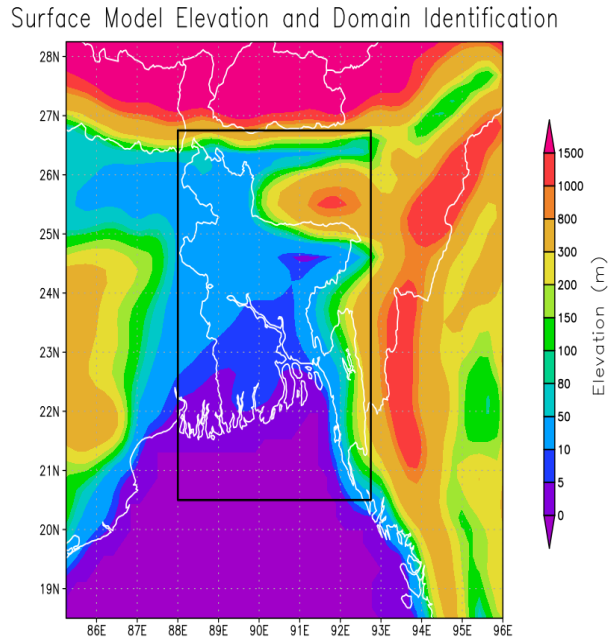 Surface Model Elevation and Domain Identification
28N
27N
26N
25N
24N
23N
22N
21N
20N
19N
86E 87E 88E 89E 90E 91E 92E 93E 94E 95E 96E
1500
1000
800
300
200
150
100
80
50
10
5
0
Elevation (m)